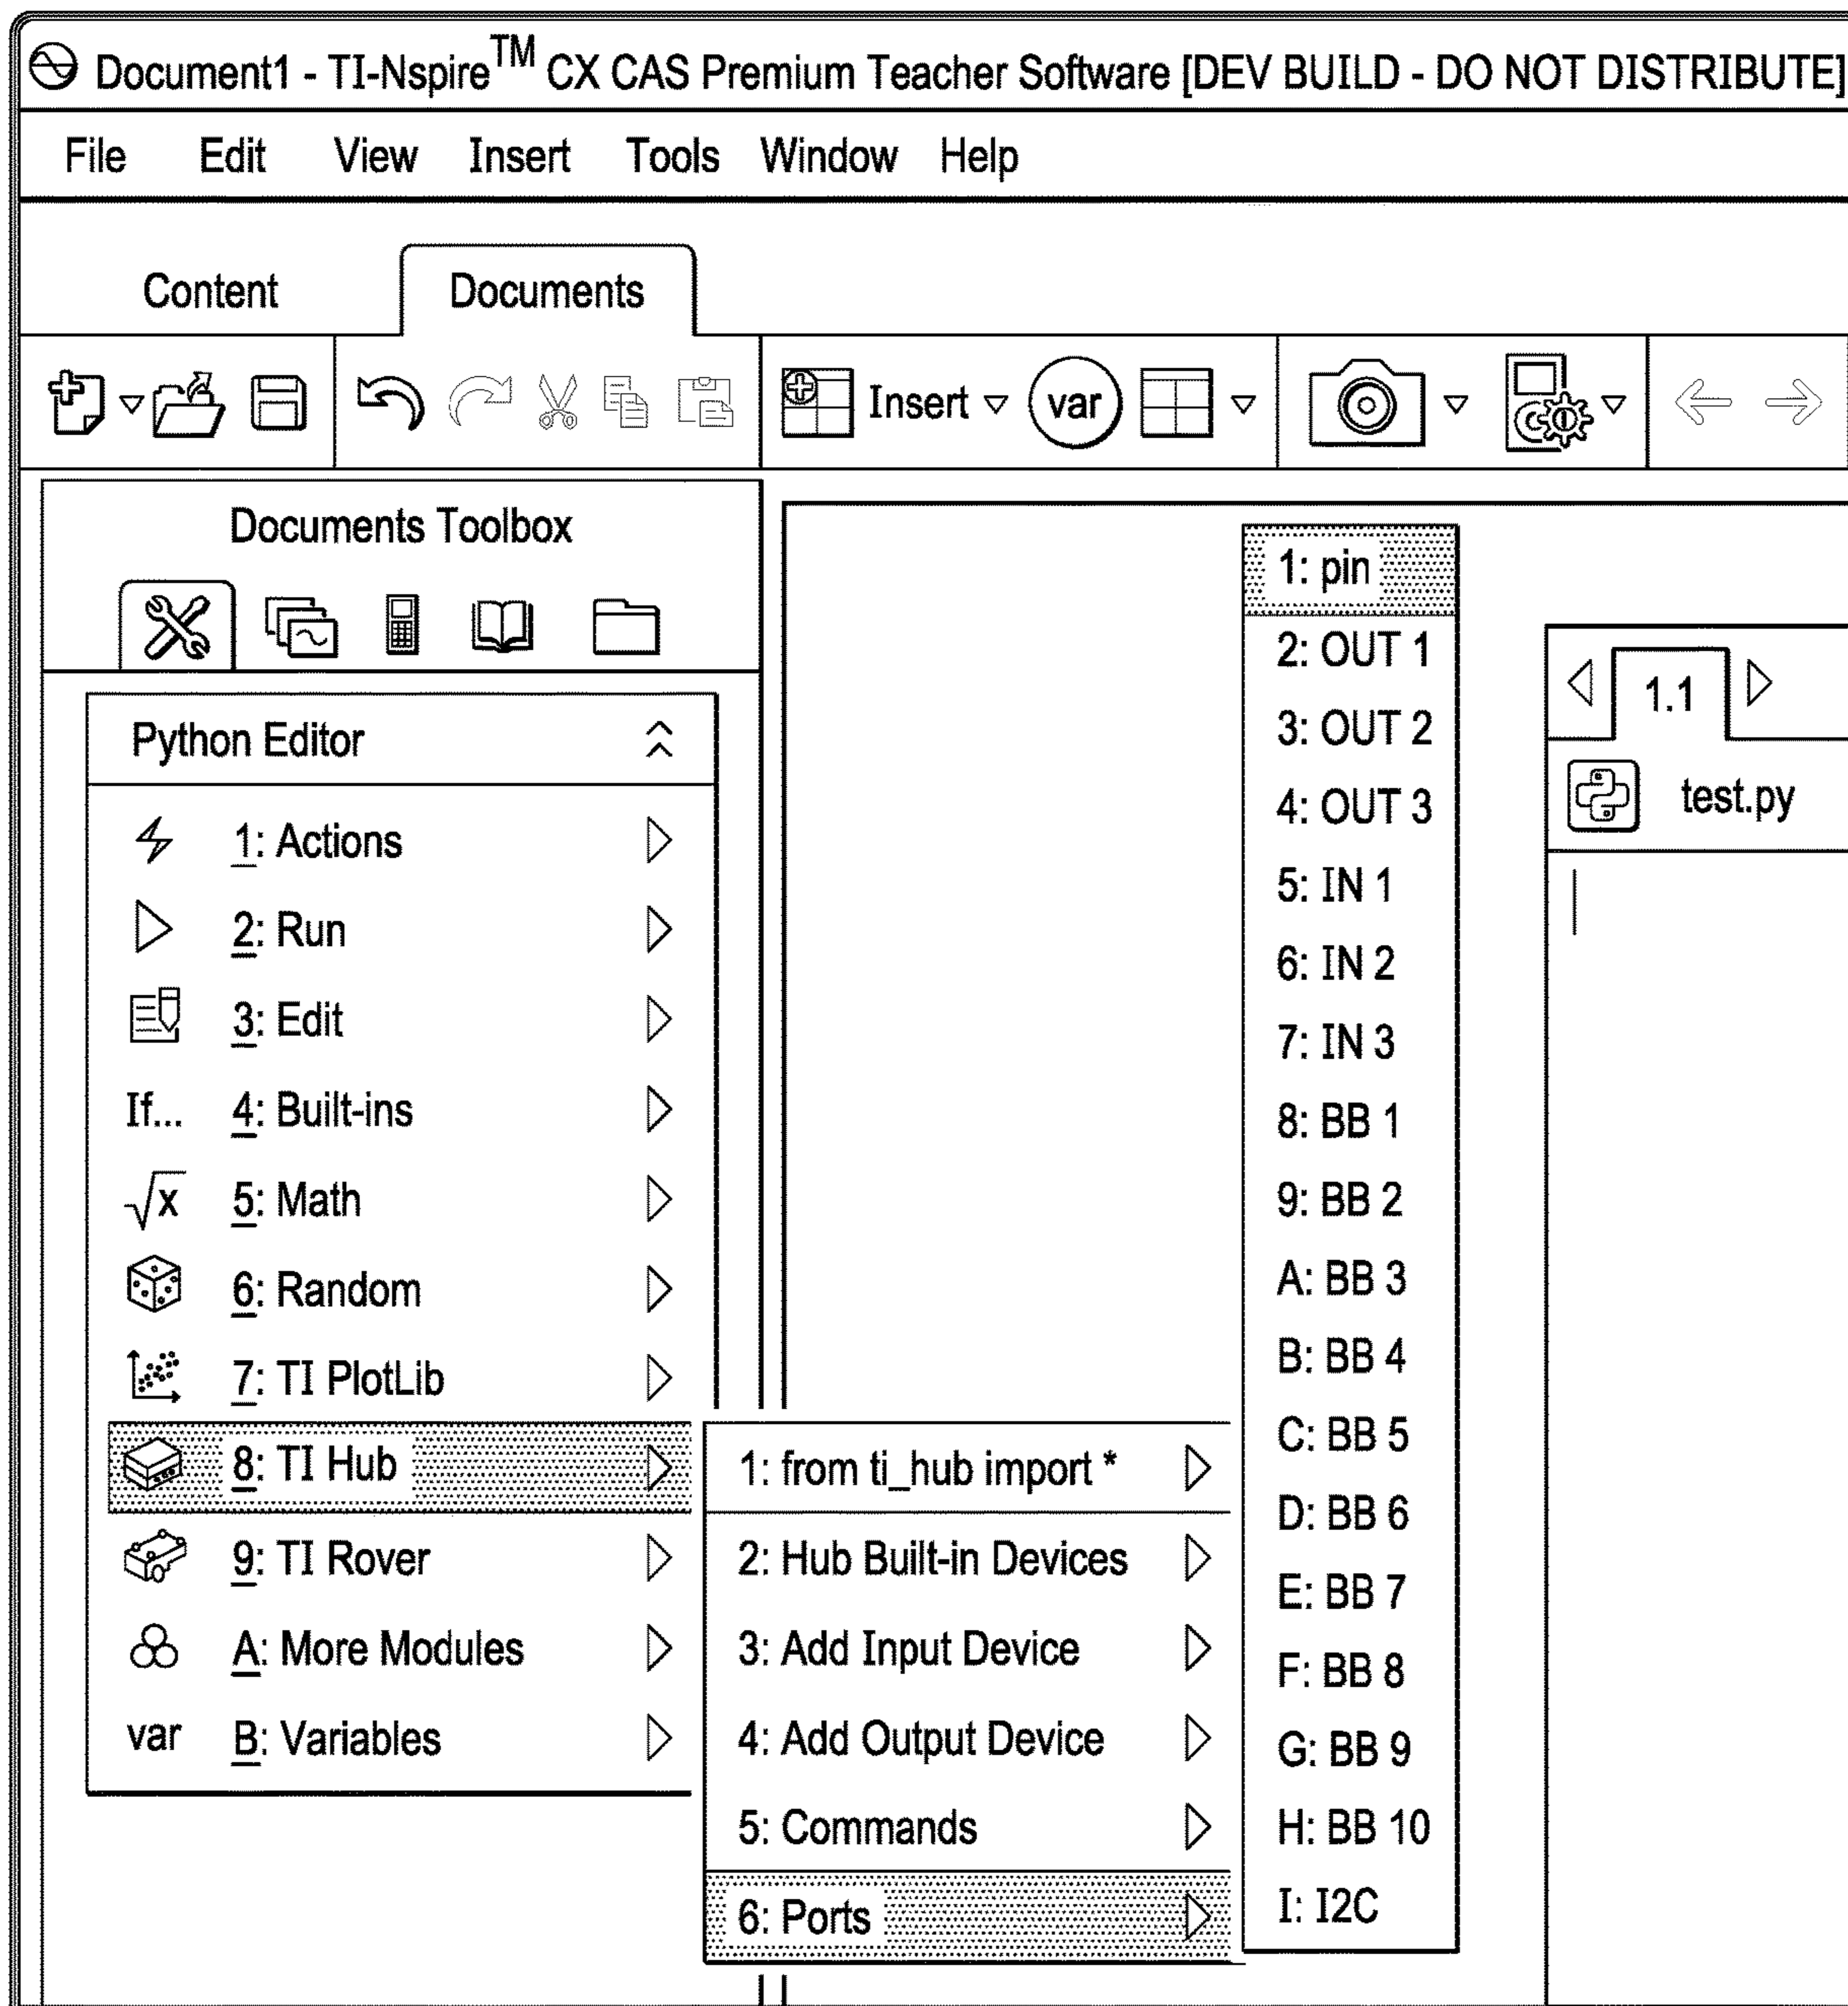 Document1 - TI-Nspire™ CX CAS Premium Teacher Software [DEV BUILD - DO NOT DISTRIBUTE]
File Edit View Insert Tools Window Help
Content Documents
Insert var
Documents Toolbox
Python Editor
1: Actions
2: Run
3: Edit
If... 4: Built-ins
√x 5: Math
6: Random
7: TI PlotLib
8: TI Hub
9: TI Rover
A: More Modules
var B: Variables
1: from ti_hub import *
2: Hub Built-in Devices
3: Add Input Device
4: Add Output Device
5: Commands
6: Ports
1: pin
2: OUT 1
3: OUT 2
4: OUT 3
5: IN 1
6: IN 2
7: IN 3
8: BB 1
9: BB 2
A: BB 3
B: BB 4
C: BB 5
D: BB 6
E: BB 7
F: BB 8
G: BB 9
H: BB 10
I: I2C
1.1
test.py